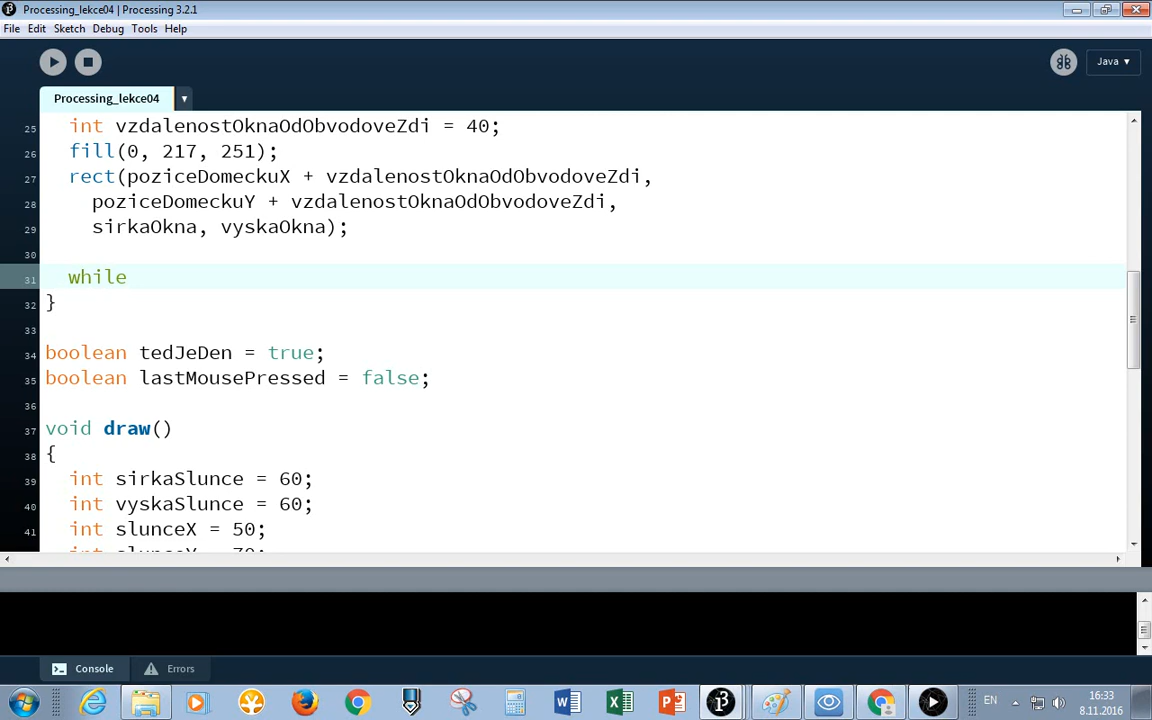 Processing_lekce04 | Processing 3.2.1
File Edit Sketch Debug Tools Help
Java ▾
Processing_lekce04
25 int vzdalenostOknaOdObvodoveZdi = 40;
26 fill(0, 217, 251);
27 rect(poziceDomeckuX + vzdalenostOknaOdObvodoveZdi,
28 poziceDomeckuY + vzdalenostOknaOdObvodoveZdi,
29 sirkaOkna, vyskaOkna);
30
31 while
32 }
33
34 boolean tedJeDen = true;
35 boolean lastMousePressed = false;
36
37 void draw()
38 {
39 int sirkaSlunce = 60;
40 int vyskaSlunce = 60;
41 int slunceX = 50;
int slunceY = 70;
Console Errors
EN 16:33
8.11.2016